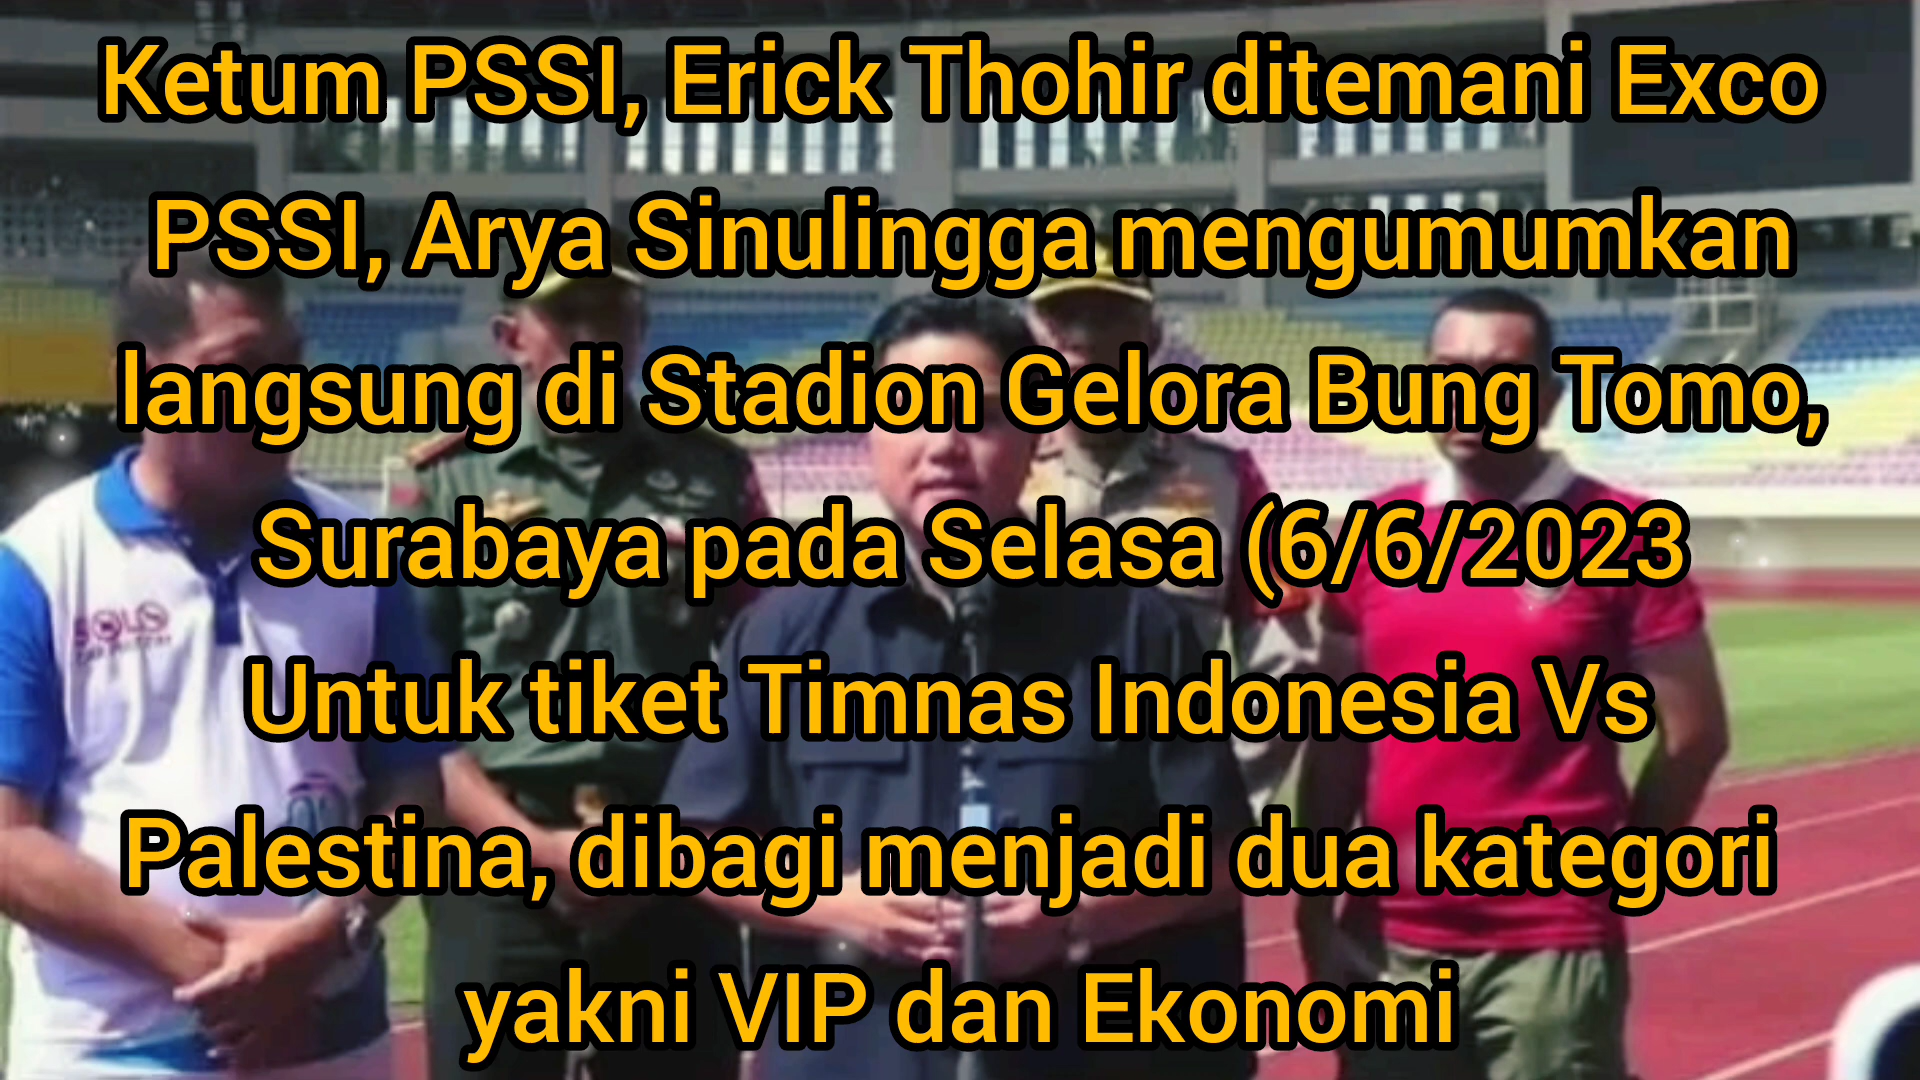 Ketum PSSI, Erick Thohir ditemani Exco
PSSI, Arya Sinulingga mengumumkan
langsung di Stadion Gelora Bung Tomo,
Surabaya pada Selasa (6/6/2023
Untuk tiket Timnas Indonesia Vs
Palestina, dibagi menjadi dua kategori
yakni VIP dan Ekonomi
SOLO